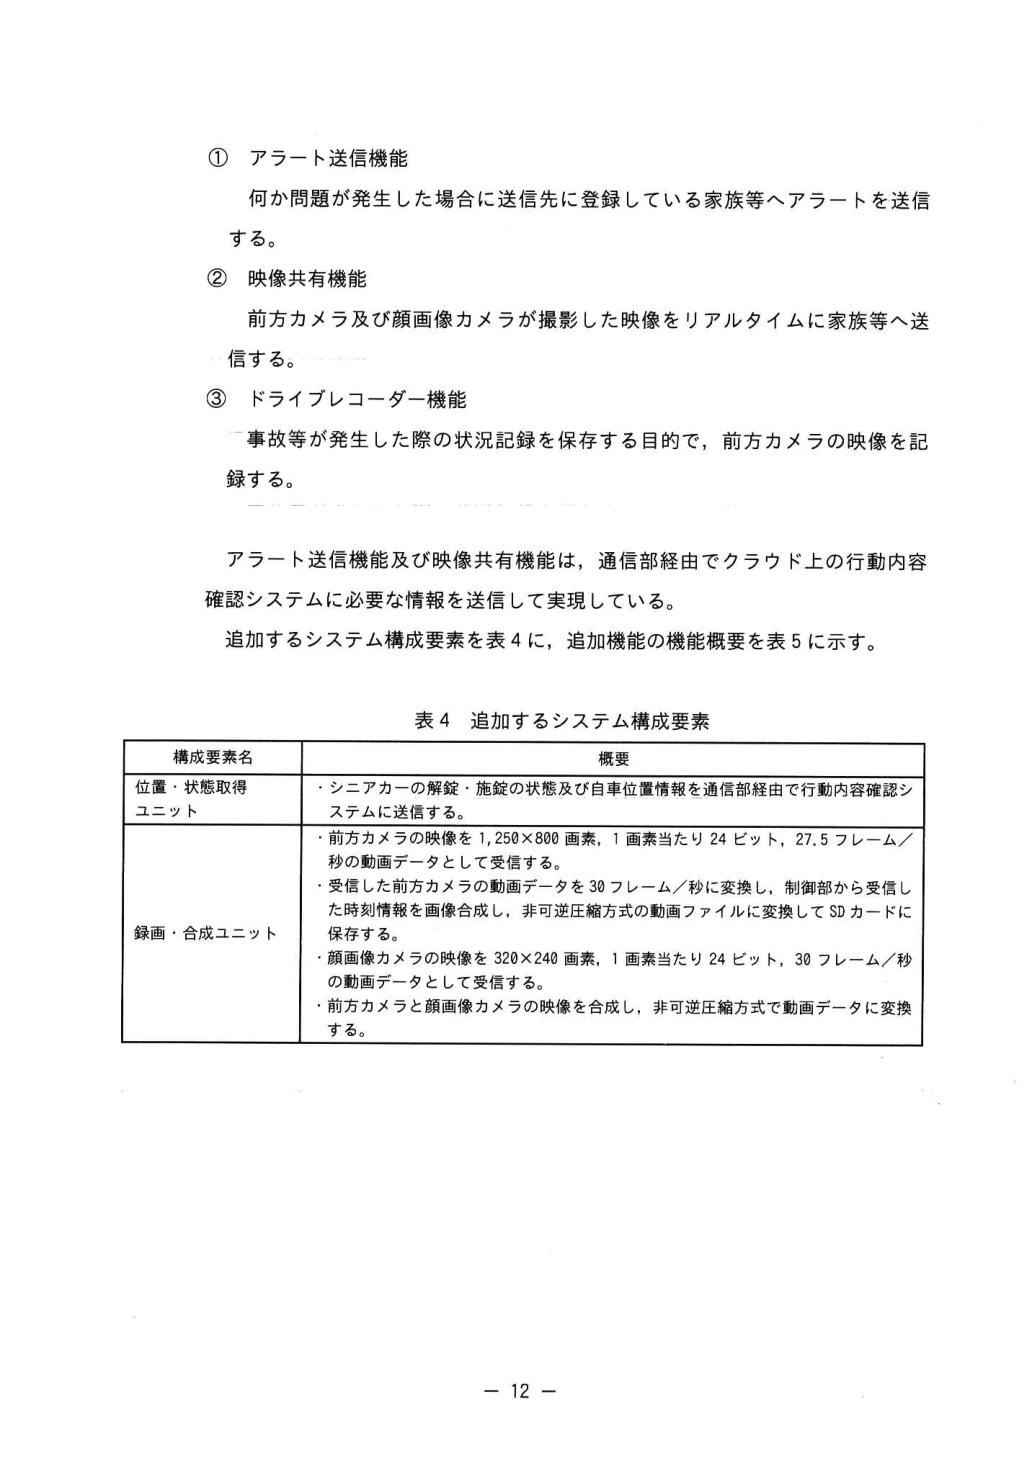 ① アラート送信機能
何か問題が発生した場合に送信先に登録している家族等へアラートを送信
する。
② 映像共有機能
前方カメラ及び顔画像カメラが撮影した映像をリアルタイムに家族等へ送
信する。
③ ドライブレコーダー機能
事故等が発生した際の状況記録を保存する目的で，前方カメラの映像を記
録する。
アラート送信機能及び映像共有機能は，通信部経由でクラウド上の行動内容
確認システムに必要な情報を送信して実現している。
追加するシステム構成要素を表4に，追加機能の機能概要を表5に示す。
表4 追加するシステム構成要素
構成要素名 概要
位置・状態取得
ユニット
・シニアカーの解錠・施錠の状態及び自車位置情報を通信部経由で行動内容確認シ
ステムに送信する。
録画・合成ユニット
・前方カメラの映像を 1,250×800 画素，1 画素当たり 24 ビット，27.5 フレーム／
秒の動画データとして受信する。
・受信した前方カメラの動画データを 30 フレーム／秒に変換し，制御部から受信し
た時刻情報を画像合成し，非可逆圧縮方式の動画ファイルに変換して SD カードに
保存する。
・顔画像カメラの映像を 320×240 画素，1 画素当たり 24 ビット，30 フレーム／秒
の動画データとして受信する。
・前方カメラと顔画像カメラの映像を合成し，非可逆圧縮方式で動画データに変換
する。
－ 12 －